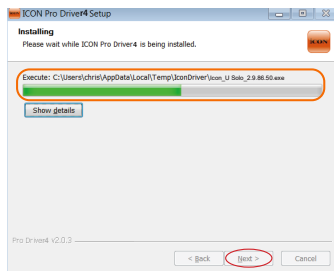 ICON Pro Driver4 Setup
Installing
Please wait while ICON Pro Driver4 is being installed.
ICON
Execute: C:\Users\chris\AppData\Local\Temp\IconDriver\Icon_U Solo_2.9.86.50.exe
Show details
Pro Driver4 v2.0.3
< Back
Next >
Cancel